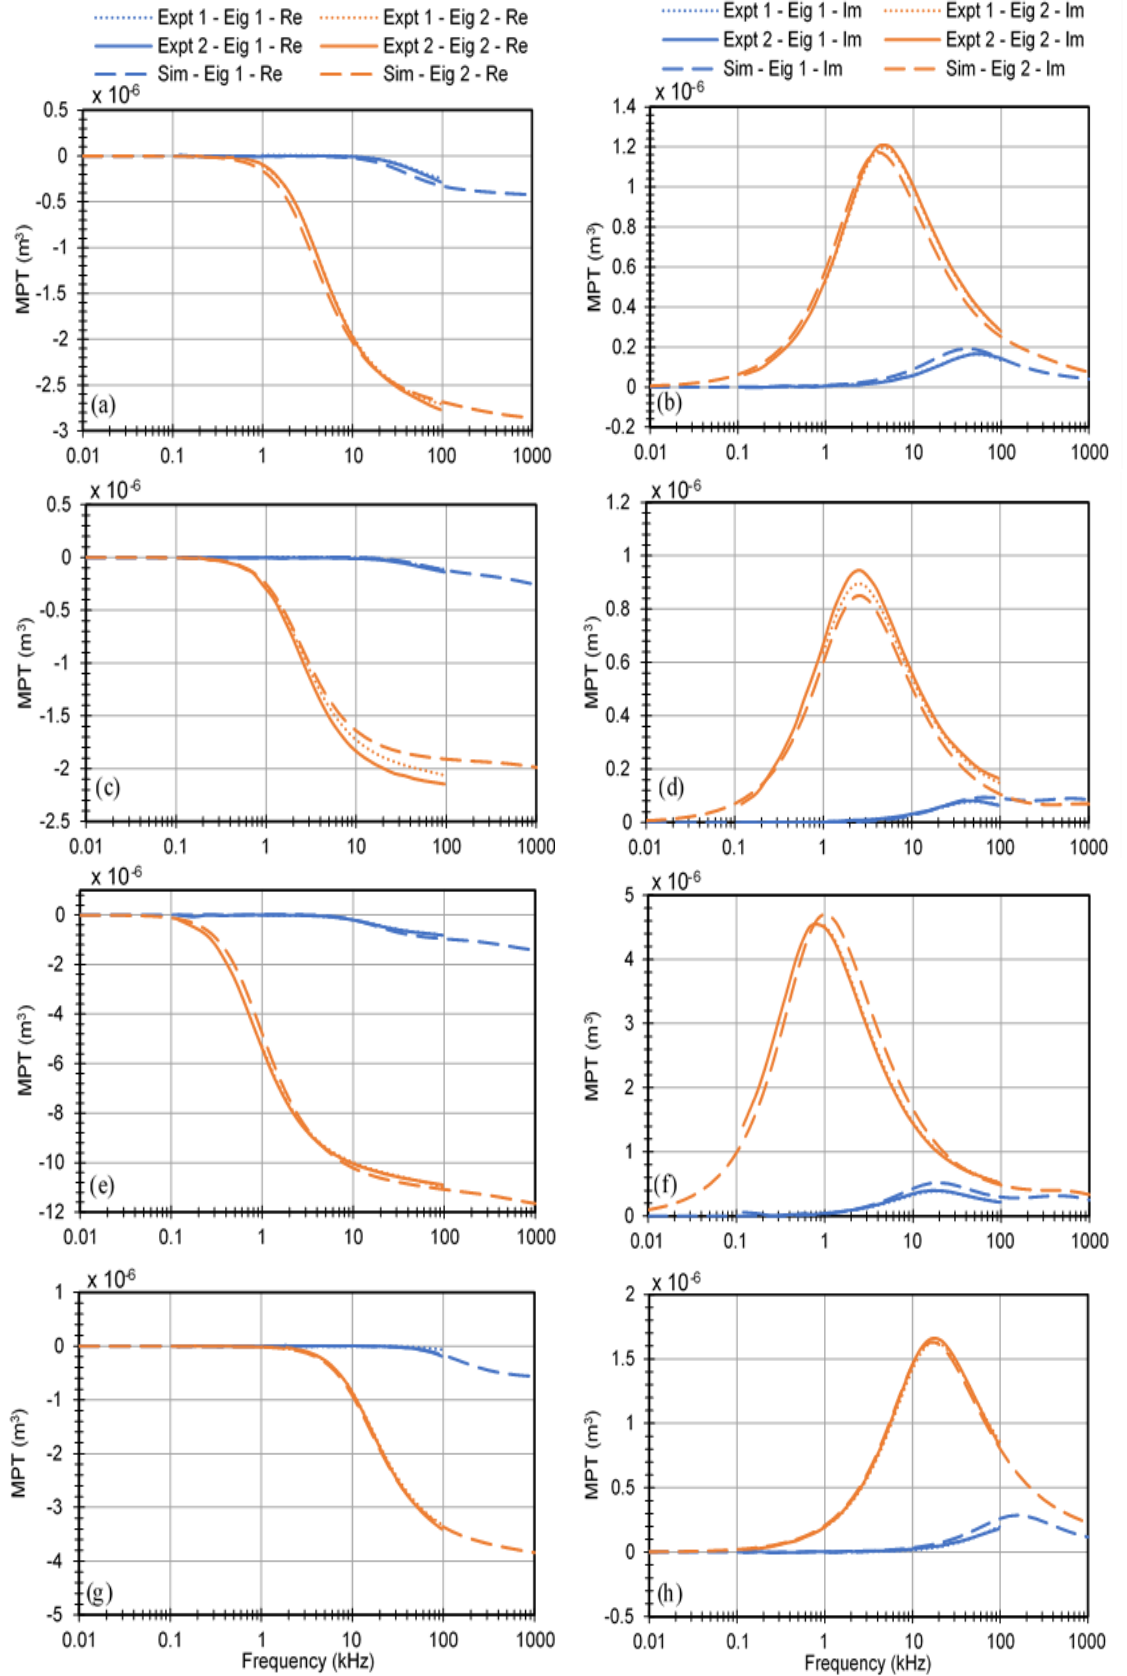 Expt 1 - Eig 1 - Re Expt 1 - Eig 2 - Re
Expt 2 - Eig 1 - Re Expt 2 - Eig 2 - Re
Sim - Eig 1 - Re Sim - Eig 2 - Re
x 10-6
0.5
0
-0.5
-1
-1.5
-2
-2.5
-3
MPT (m³)
(a)
0.01 0.1 1 10 100 1000
Expt 1 - Eig 1 - Im Expt 1 - Eig 2 - Im
Expt 2 - Eig 1 - Im Expt 2 - Eig 2 - Im
Sim - Eig 1 - Im Sim - Eig 2 - Im
x 10-6
1.4
1.2
1
0.8
0.6
0.4
0.2
0
-0.2
MPT (m³)
(b)
0.01 0.1 1 10 100 1000
x 10-6
0.5
0
-0.5
-1
-1.5
-2
-2.5
MPT (m³)
(c)
0.01 0.1 1 10 100 1000
x 10-6
1.2
1
0.8
0.6
0.4
0.2
0
MPT (m³)
(d)
0.01 0.1 1 10 100 1000
x 10-6
0
-2
-4
-6
-8
-10
-12
MPT (m³)
(e)
0.01 0.1 1 10 100 1000
x 10-6
5
4
3
2
1
0
MPT (m³)
(f)
0.01 0.1 1 10 100 1000
x 10-6
1
0
-1
-2
-3
-4
-5
MPT (m³)
(g)
0.01 0.1 1 10 100 1000
Frequency (kHz)
x 10-6
2
1.5
1
0.5
0
-0.5
MPT (m³)
(h)
0.01 0.1 1 10 100 1000
Frequency (kHz)